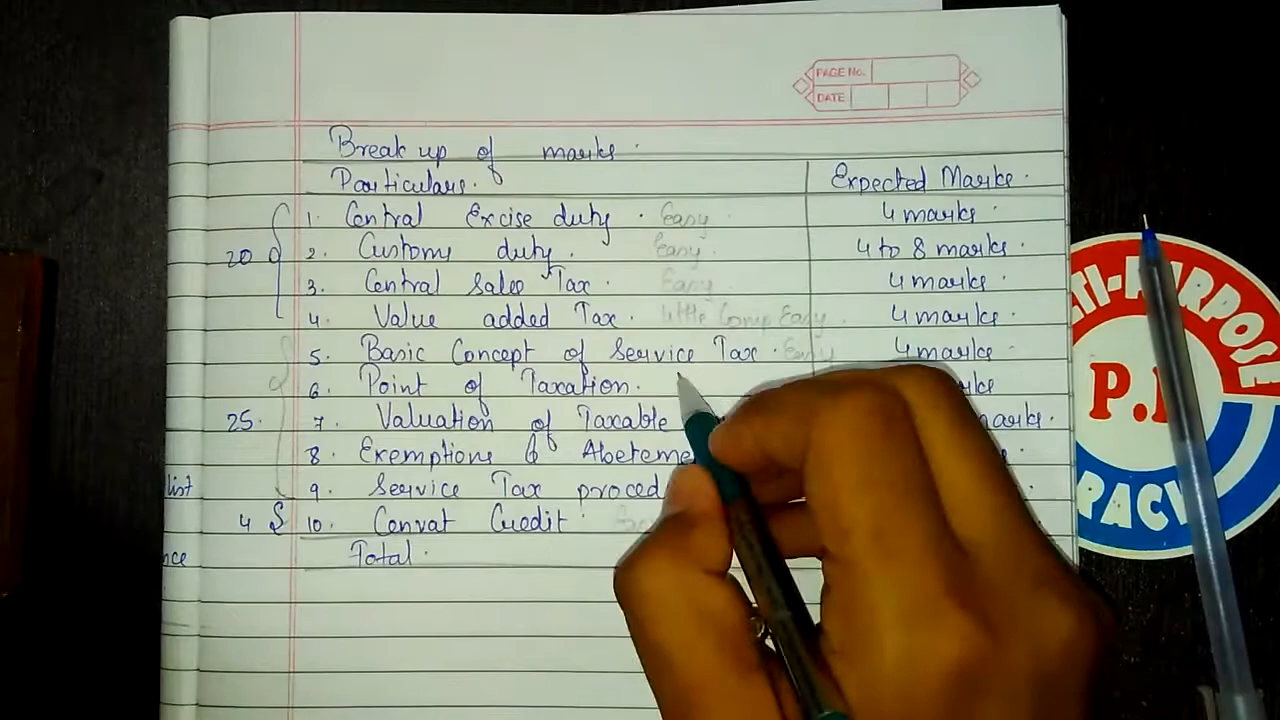 PAGE No.
DATE
Break up of marks.
Particulars. Expected Marks.
1. Central Excise duty. Easy. 4 marks.
20 2. Customs duty. Easy. 4 to 8 marks.
3. Central Sales Tax. Easy. 4 marks.
4. Value added Tax. little Comp Easy. 4 marks.
5. Basic Concept of Service Tax. Easy 4 marks.
6. Point of Taxation.
25. 7. Valuation of Taxable marks.
8. Exemptions & Abeteme
list 9. Service Tax proced
4 10. Cenvat Credit.
Total.
P.